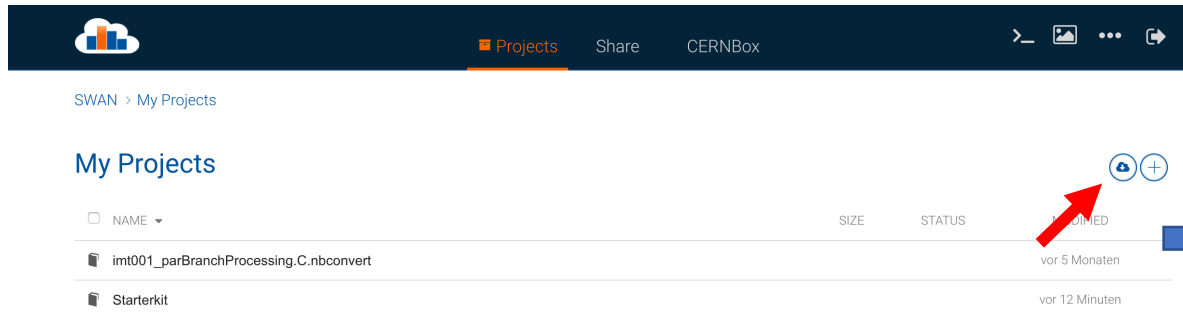 Projects Share CERNBox
SWAN > My Projects
My Projects
NAME SIZE STATUS MODIFIED
imt001_parBranchProcessing.C.nbconvert vor 5 Monaten
Starterkit vor 12 Minuten